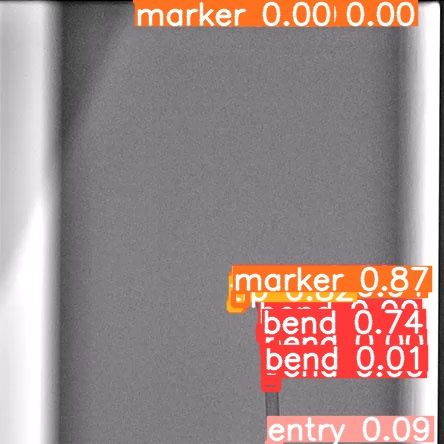 marker 0.00 0.00
marker 0.87
bend 0.74
bend 0.01
entry 0.09